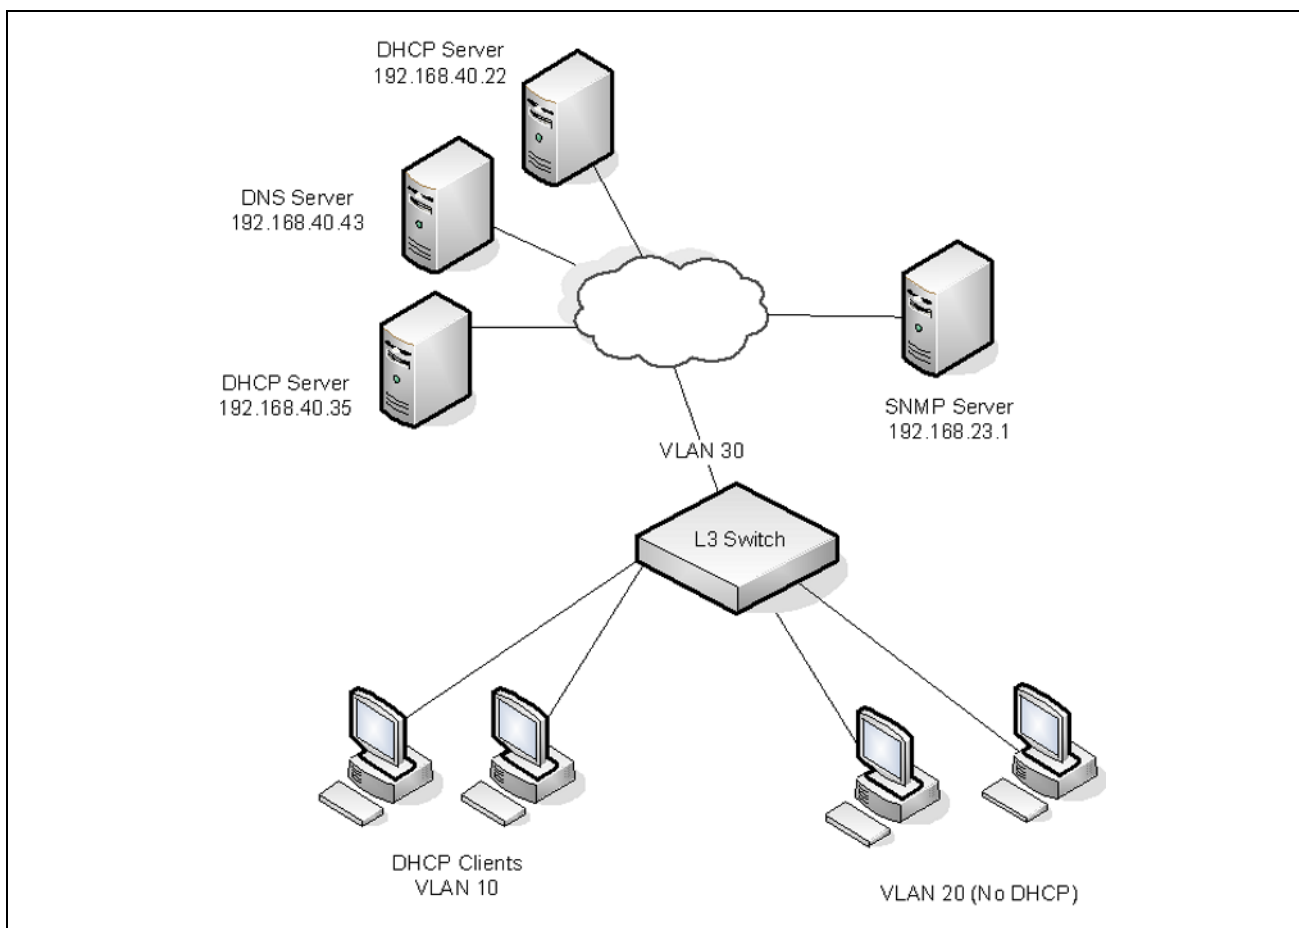 DHCP Server
192.168.40.22
DNS Server
192.168.40.43
DHCP Server
192.168.40.35
SNMP Server
192.168.23.1
VLAN 30
L3 Switch
DHCP Clients
VLAN 10
VLAN 20 (No DHCP)